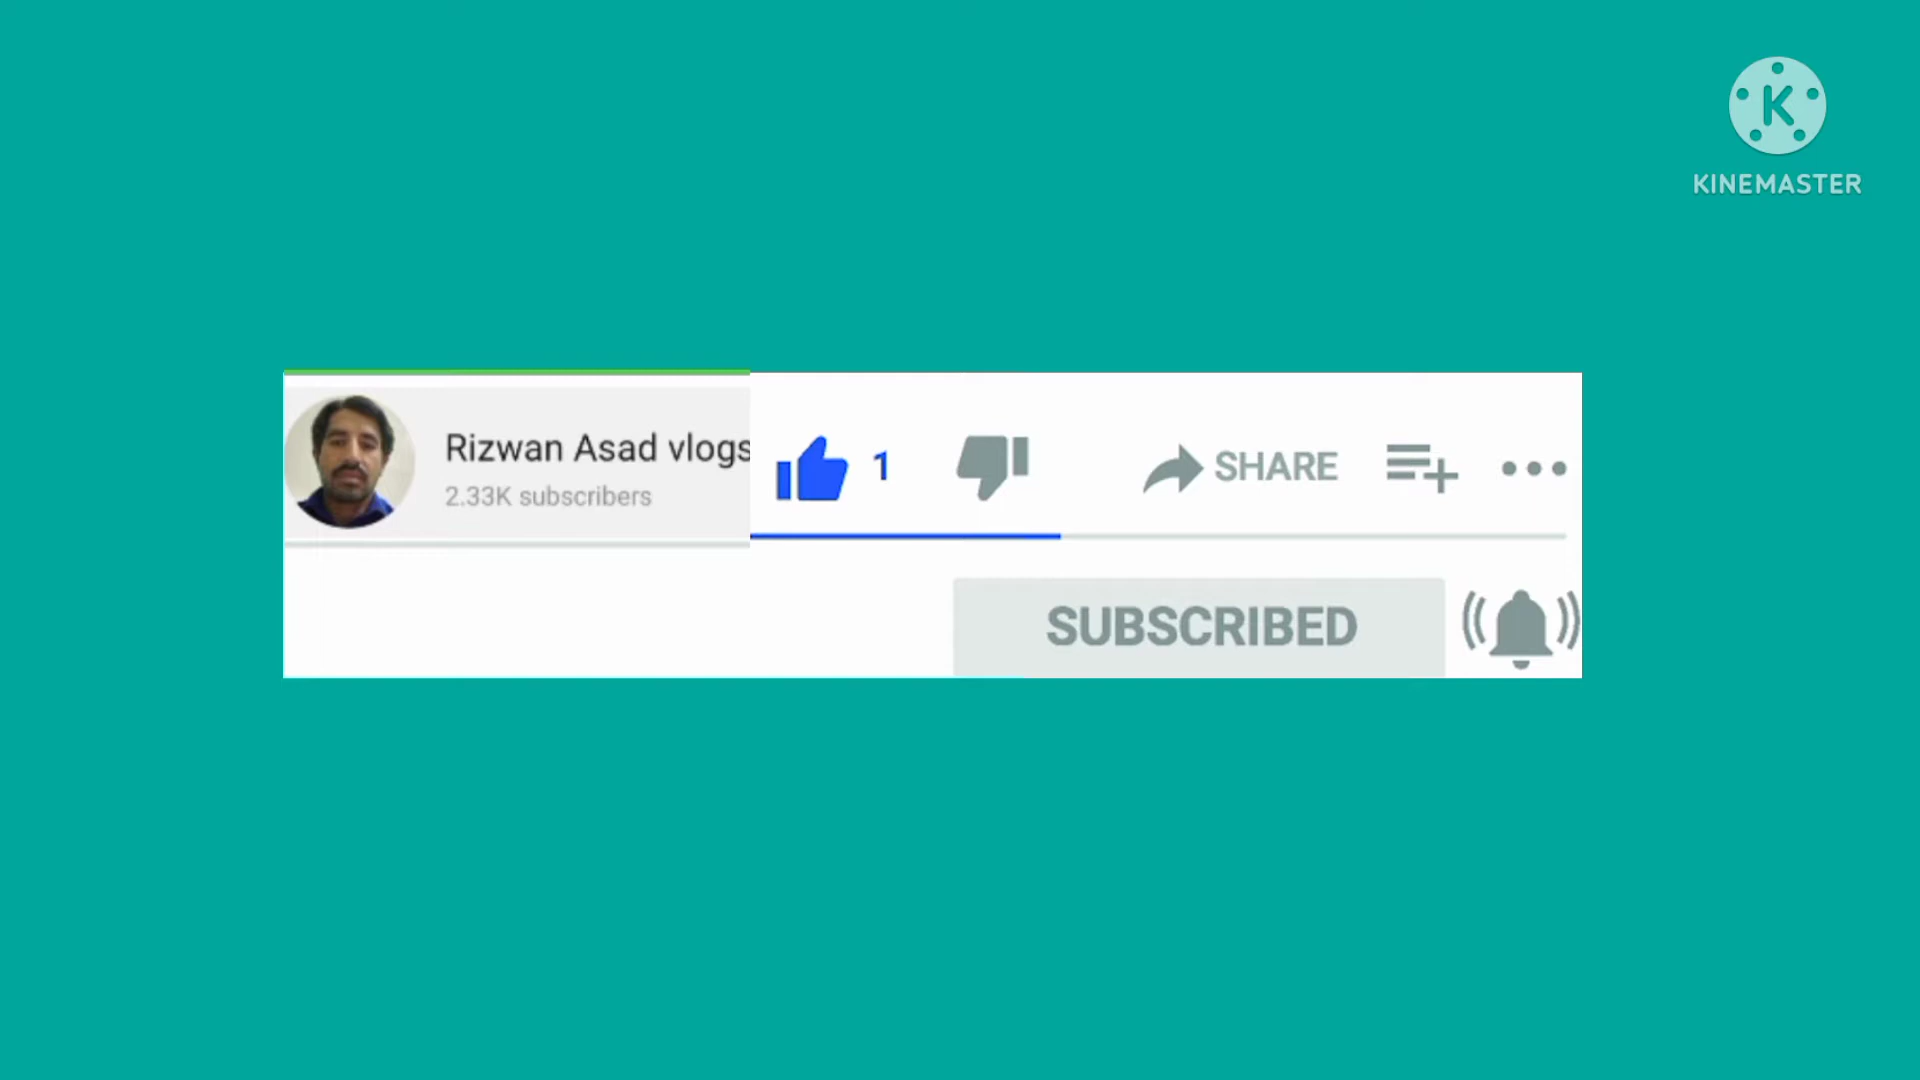 KINEMASTER
Rizwan Asad vlogs
2.33K subscribers
1
SHARE
SUBSCRIBED